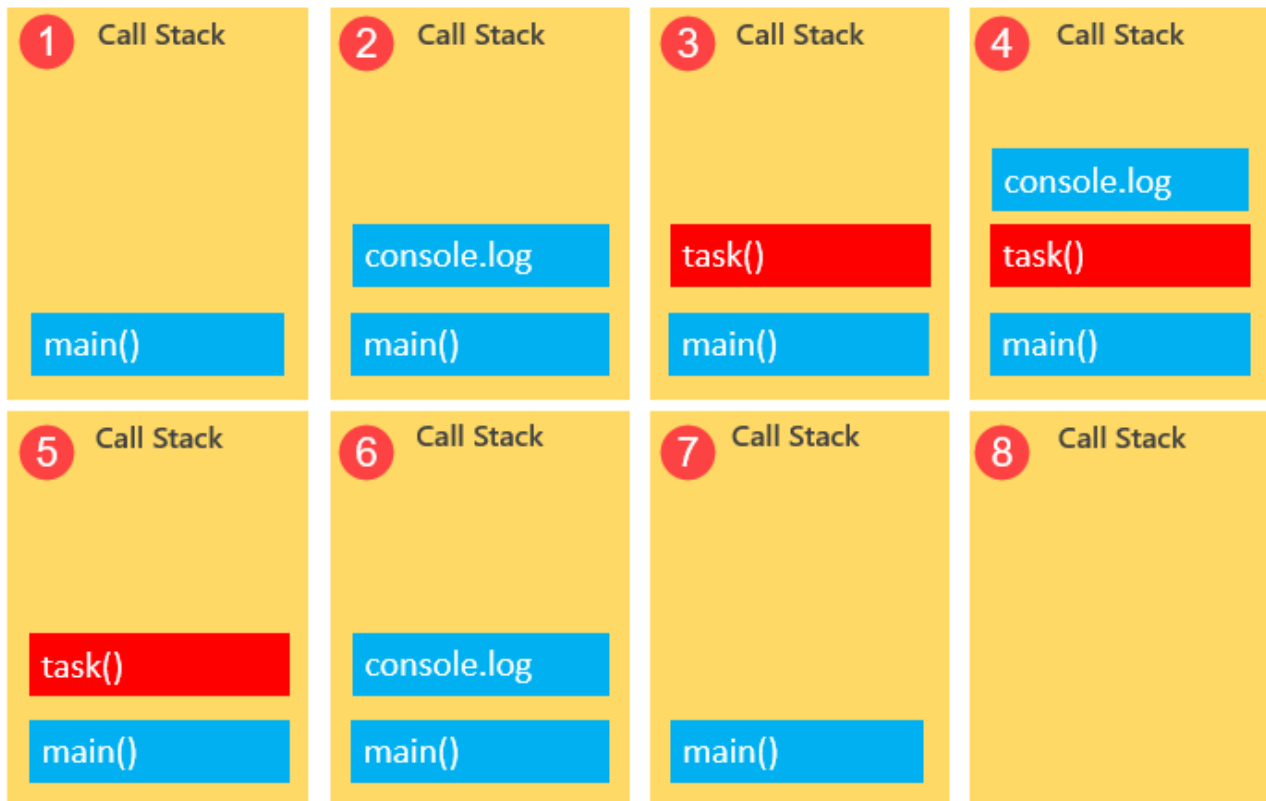 1 Call Stack
main()
2 Call Stack
console.log
main()
3 Call Stack
task()
main()
4 Call Stack
console.log
task()
main()
5 Call Stack
task()
main()
6 Call Stack
console.log
main()
7 Call Stack
main()
8 Call Stack